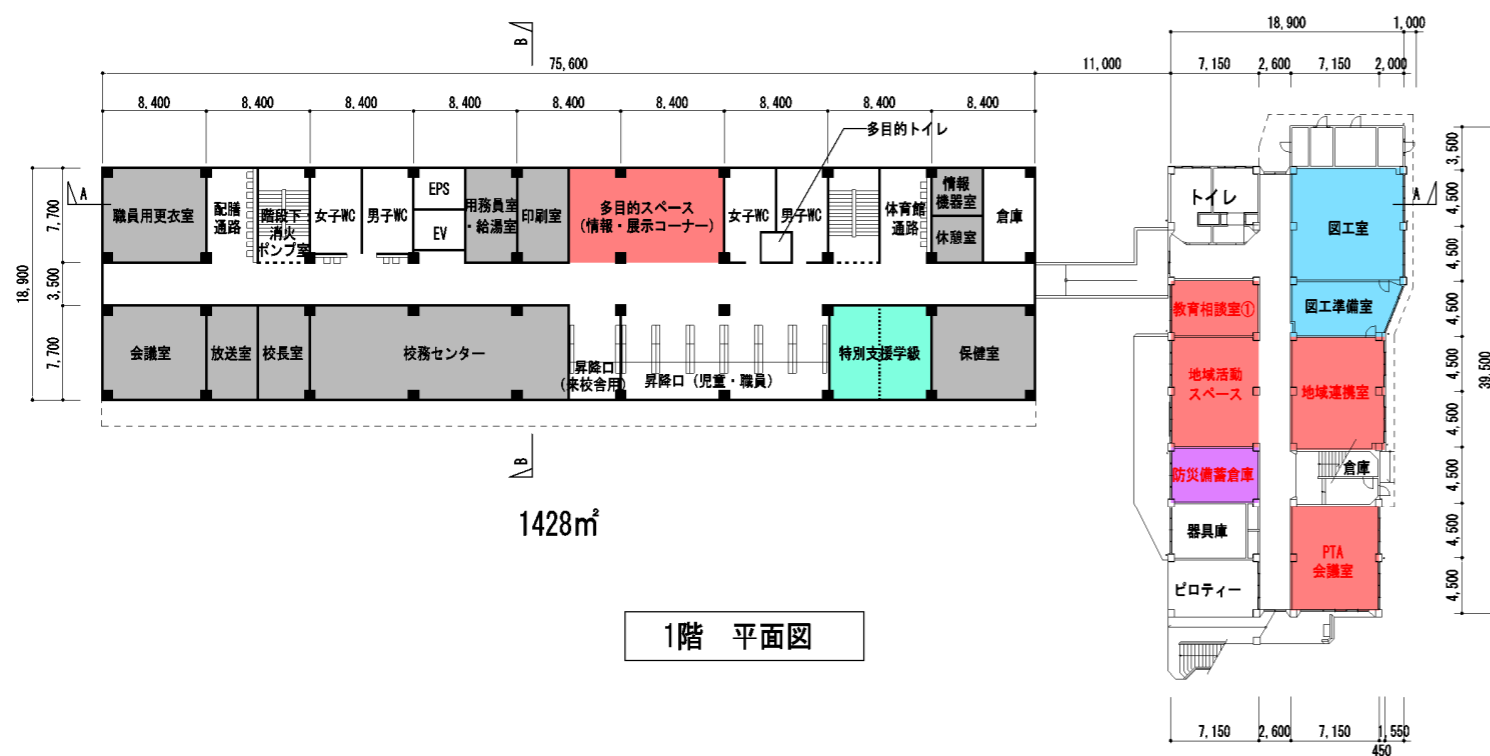 B
18,900
1,000
75,600
11,000
7,150
2,600
7,150
2,000
8,400
8,400
8,400
8,400
8,400
8,400
8,400
8,400
8,400
多目的トイレ
A
職員用更衣室
配膳
通路
階段下・
消火
ポンプ室
女子WC
男子WC
EPS
EV
用務員室
・給湯室
印刷室
多目的スペース
(情報・展示コーナー)
女子WC
男子WC
体育館
通路
情報
機器室
休憩室
倉庫
18,900
7,700
3,500
7,700
会議室
放送室
校長室
校務センター
昇降口
(来校舎用)
昇降口 (児童・職員)
特別支援学級
保健室
B
1428㎡
1階 平面図
トイレ
図工室
A
教育相談室①
図工準備室
地域活動
スペース
地域連携室
防災備蓄倉庫
倉庫
器具庫
PTA
会議室
ピロティー
3,500
4,500
4,500
4,500
4,500
4,500
4,500
4,500
4,500
39,500
7,150
2,600
7,150
1,550
450